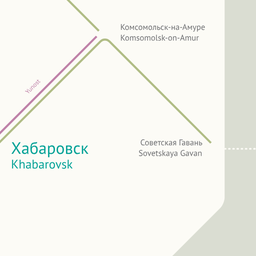 Комсомольск-на-Амуре
Komsomolsk-on-Amur
Хабаровск
Khabarovsk
Советская Гавань
Sovetskaya Gavan